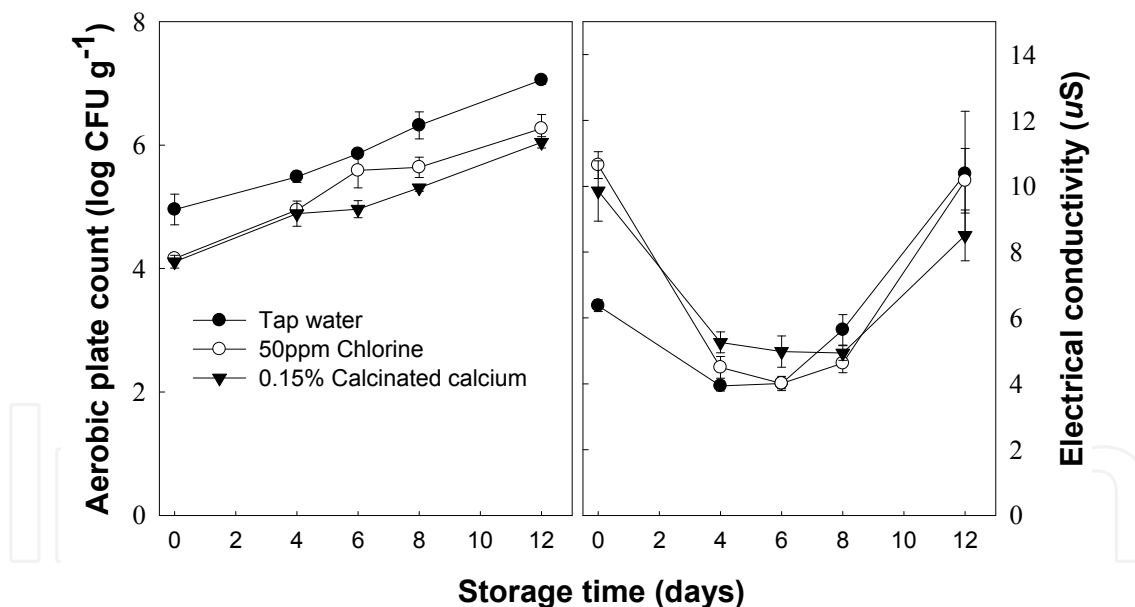 Aerobic plate count (log CFU g-1)
8
6
4
2
0
Tap water
50ppm Chlorine
0.15% Calcinated calcium
0 2 4 6 8 10 12
14
12
10
8
6
4
2
0
Electrical conductivity (uS)
0 2 4 6 8 10 12
Storage time (days)